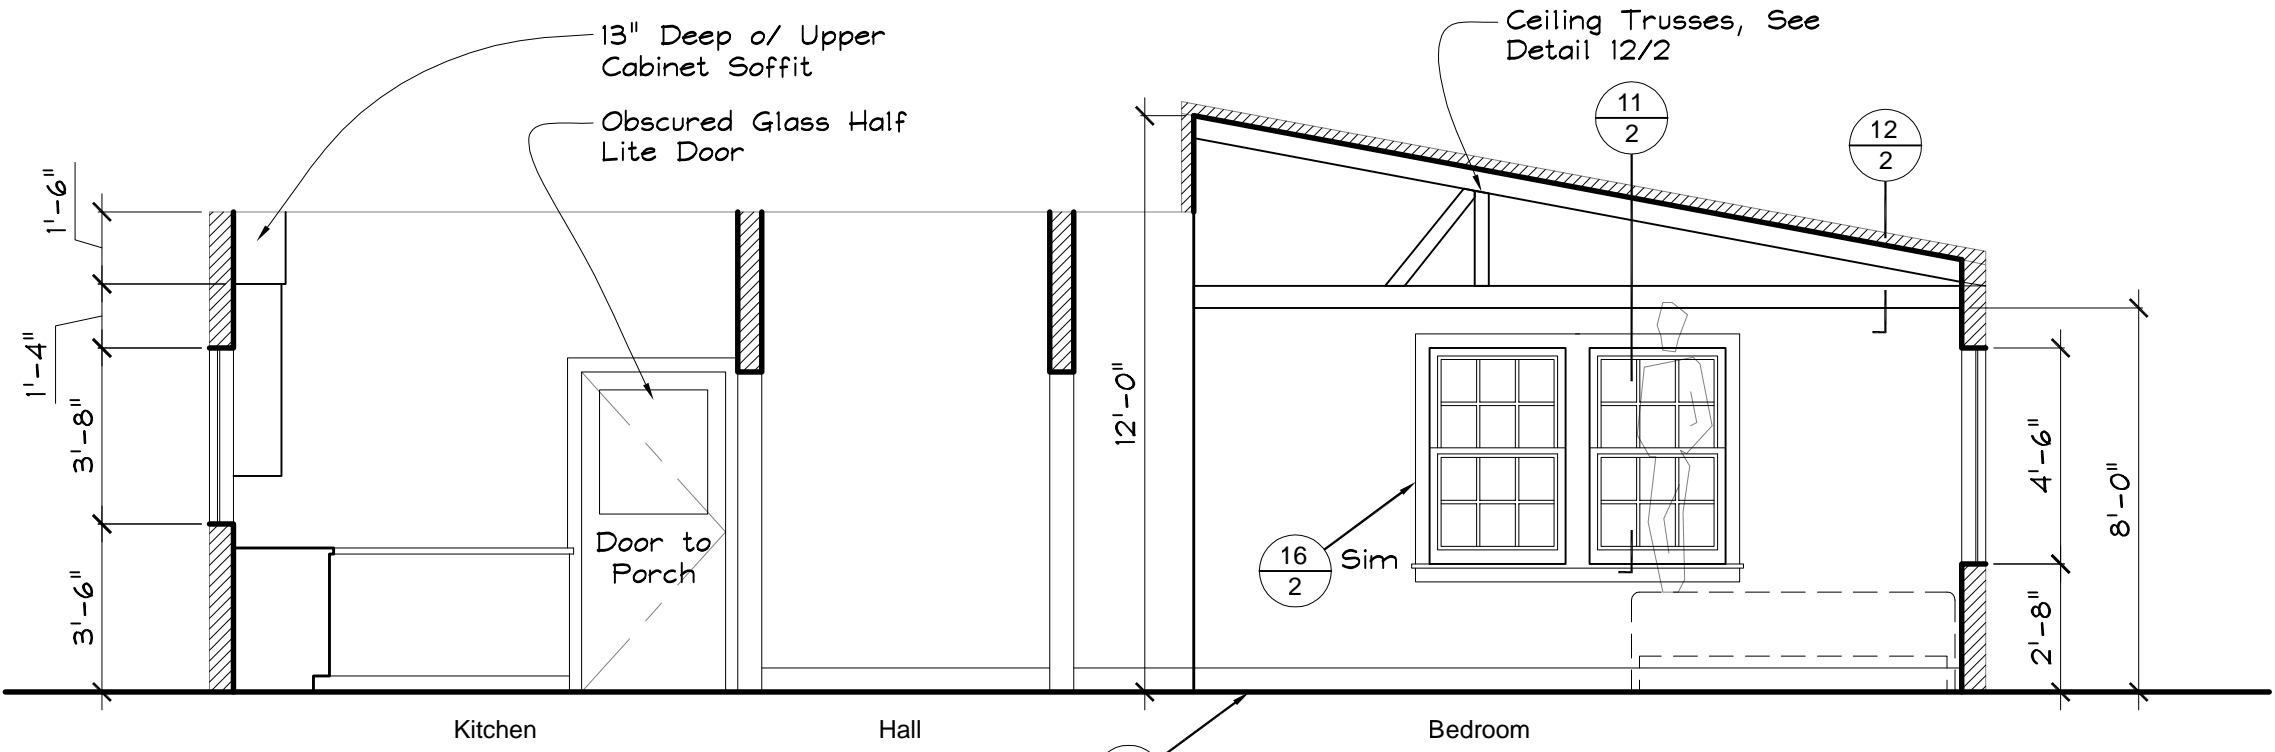 13" Deep o/ Upper
Cabinet Soffit
Obscured Glass Half
Lite Door
Ceiling Trusses, See
Detail 12/2
11
2
12
2
1'-6"
1'-4"
3'-8"
3'-6"
12'-0"
4'-6"
8'-0"
2'-8"
Door to
Porch
16
2
Sim
Kitchen
Hall
Bedroom